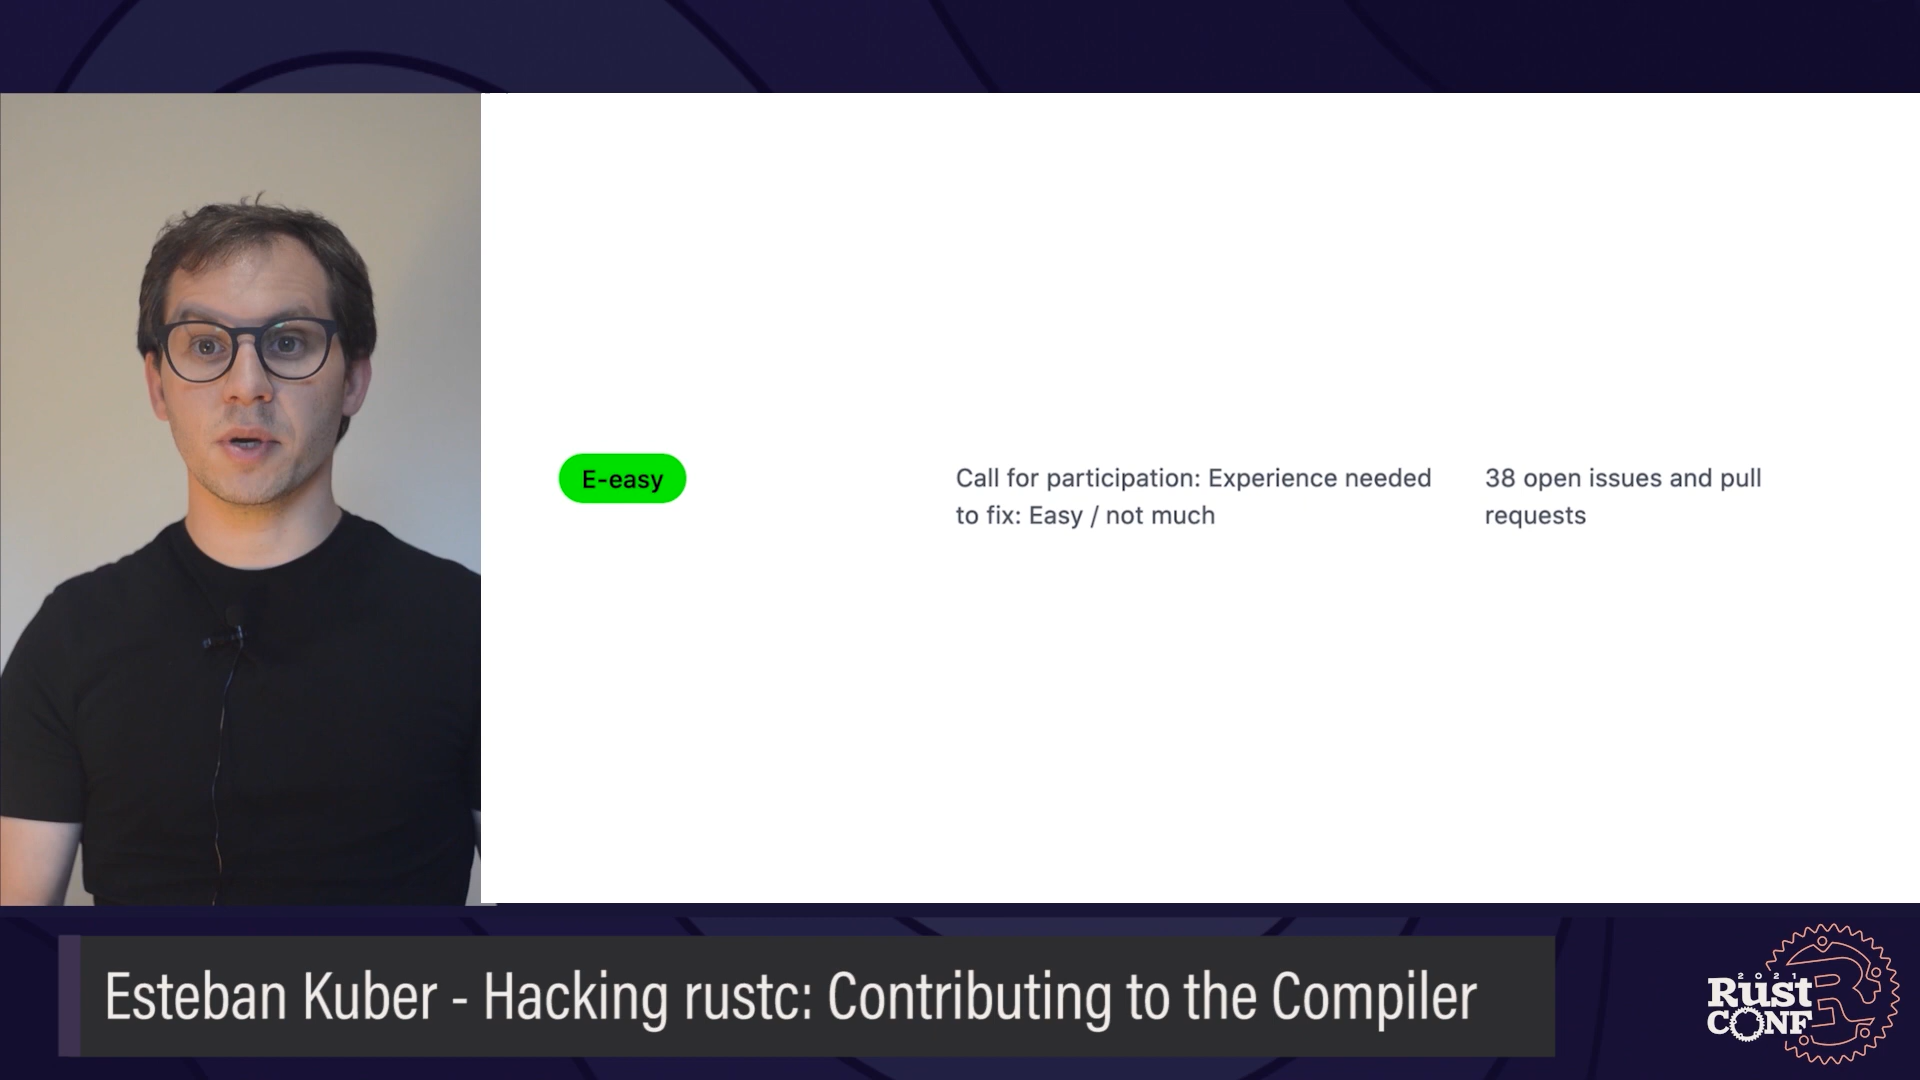 E-easy
Call for participation: Experience needed
to fix: Easy / not much
38 open issues and pull
requests
Esteban Kuber - Hacking rustc: Contributing to the Compiler
2021
Rust
CONF
R